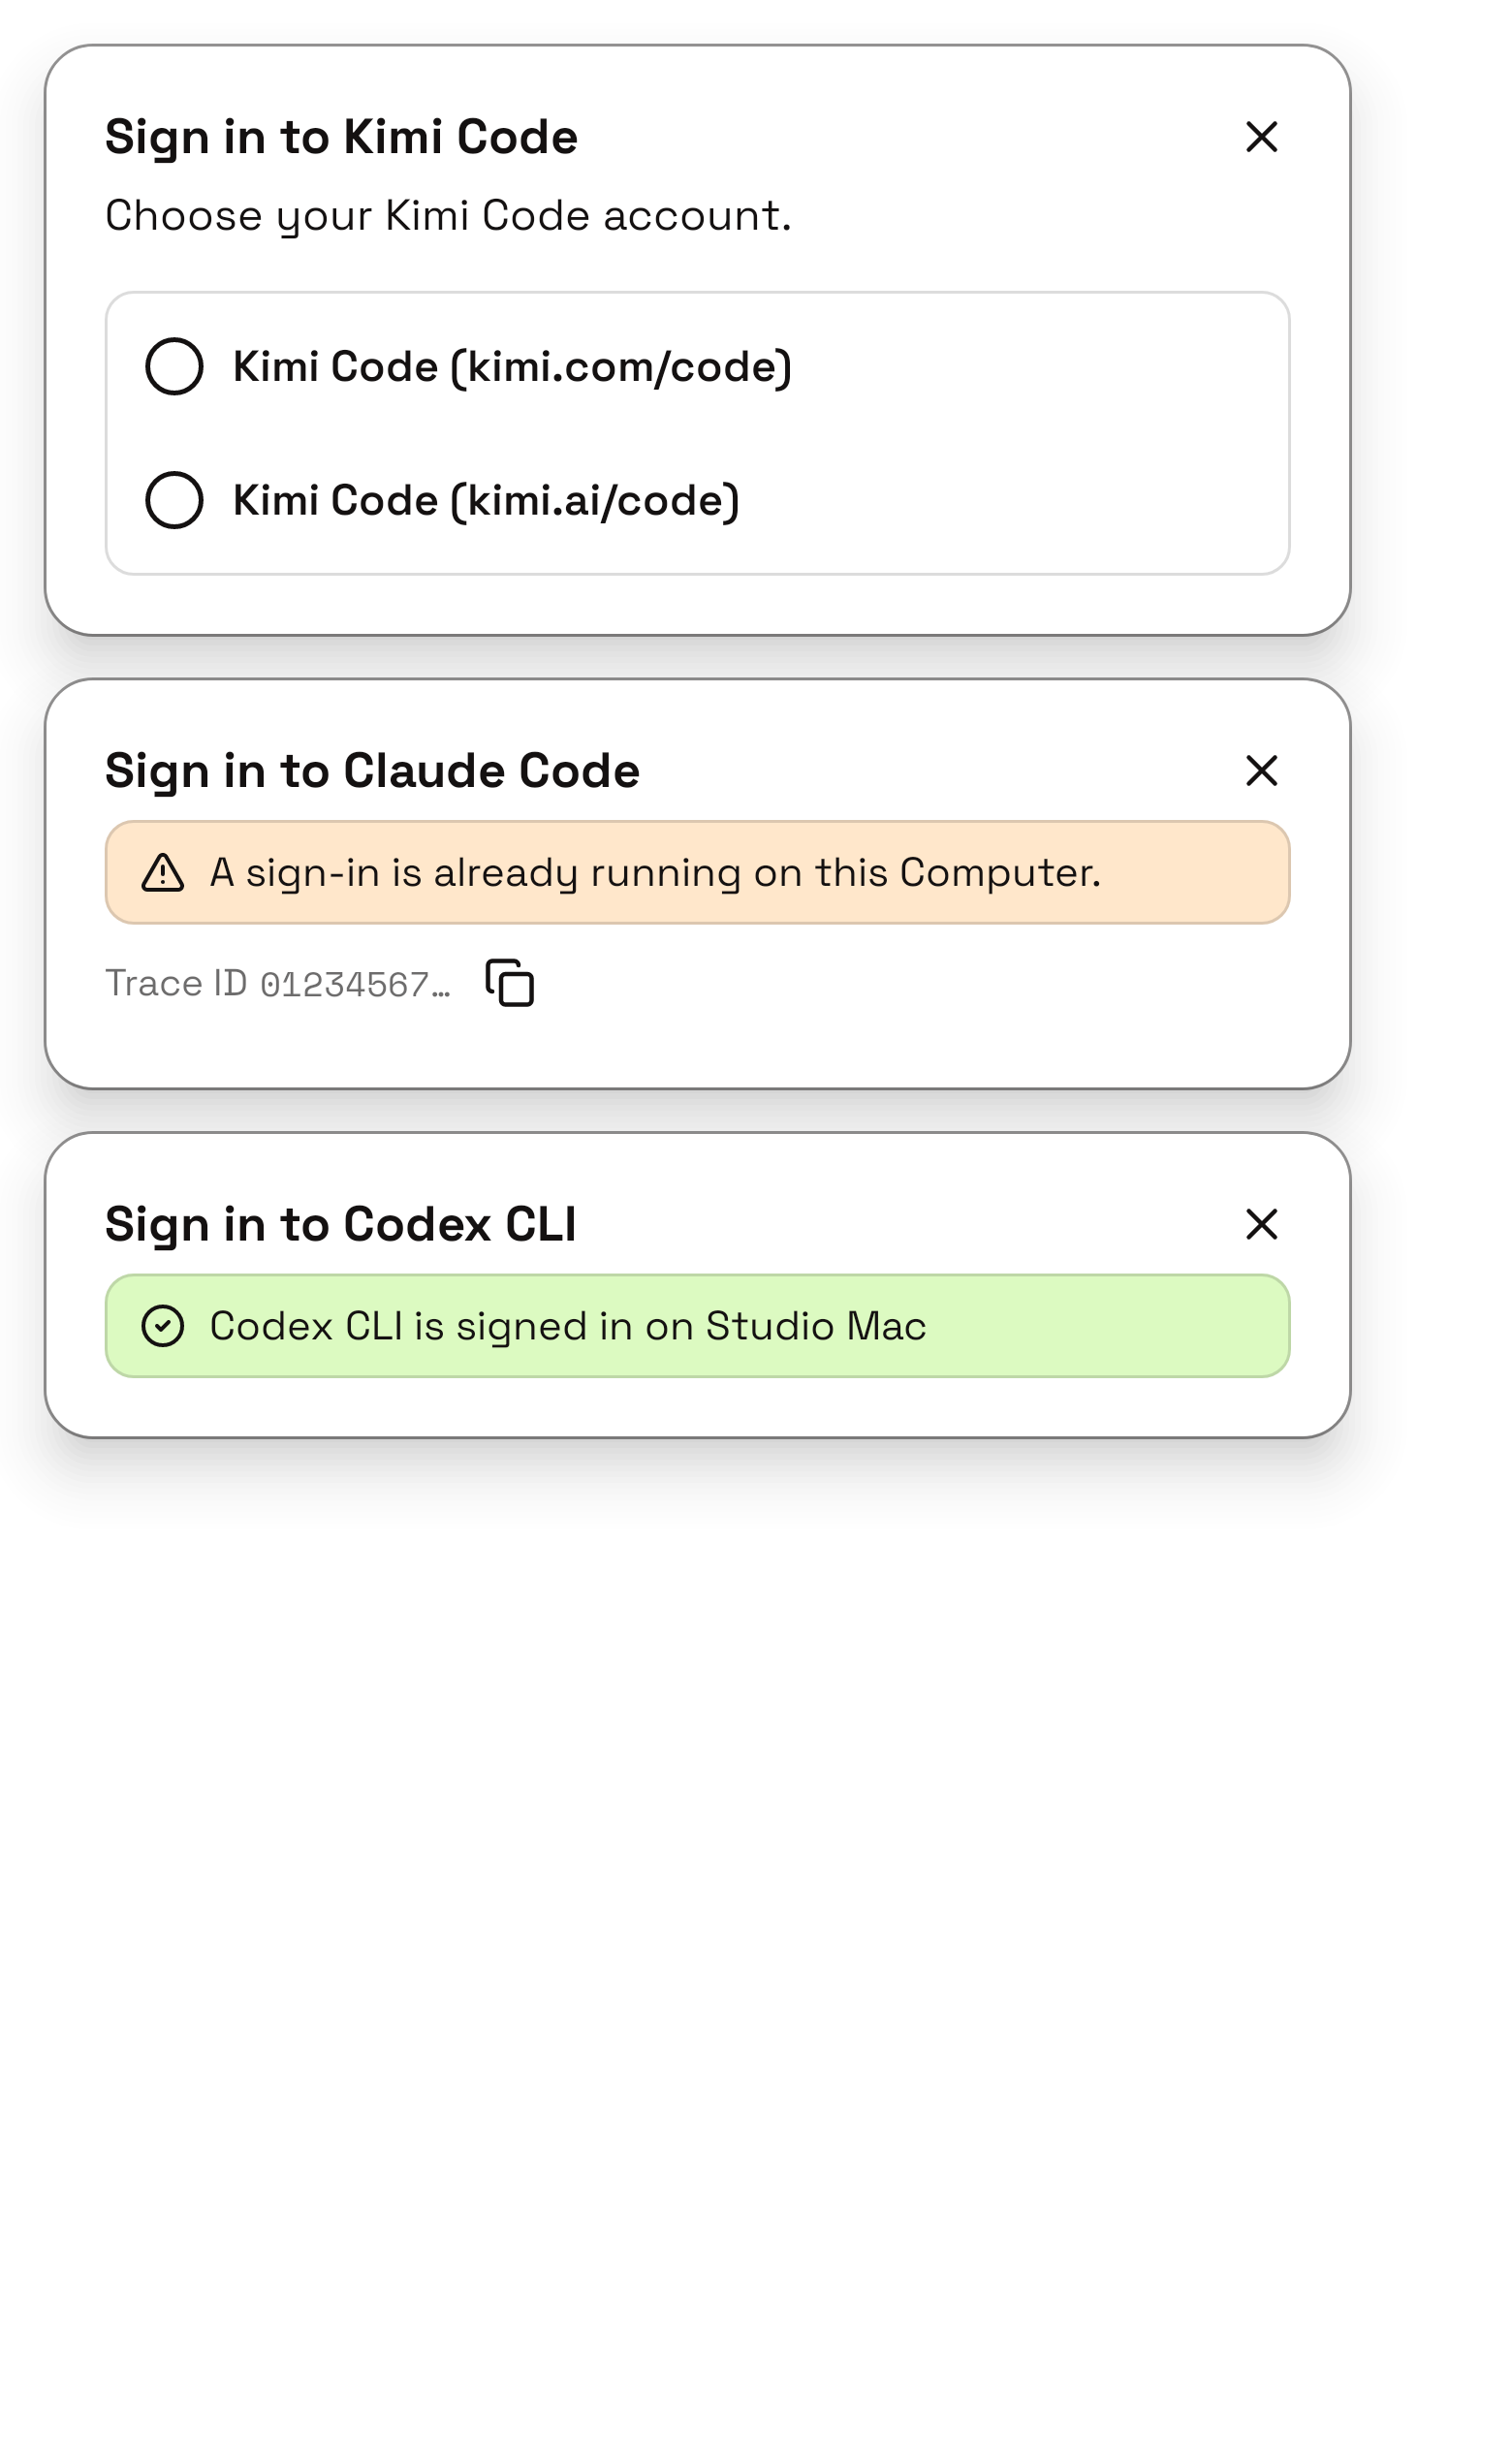 Sign in to Kimi Code
Choose your Kimi Code account.
Kimi Code (kimi.com/code)
Kimi Code (kimi.ai/code)
Sign in to Claude Code
A sign-in is already running on this Computer.
Trace ID 01234567…
Sign in to Codex CLI
Codex CLI is signed in on Studio Mac